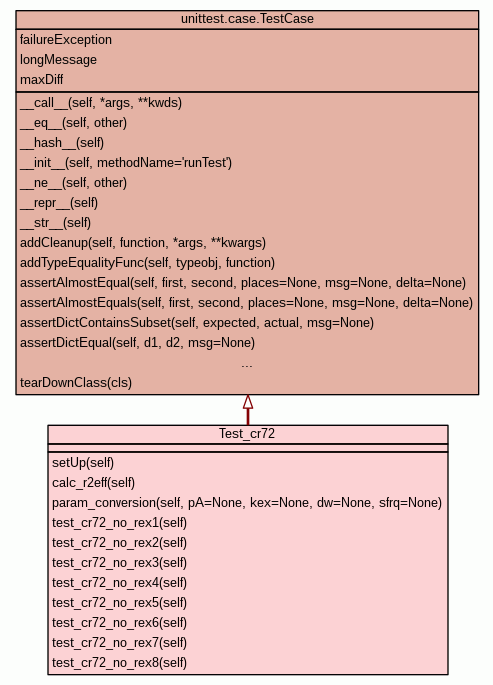 unittest.case.TestCase
failureException
longMessage
maxDiff
__call__(self, *args, **kwds)
__eq__(self, other)
__hash__(self)
__init__(self, methodName='runTest')
__ne__(self, other)
__repr__(self)
__str__(self)
addCleanup(self, function, *args, **kwargs)
addTypeEqualityFunc(self, typeobj, function)
assertAlmostEqual(self, first, second, places=None, msg=None, delta=None)
assertAlmostEquals(self, first, second, places=None, msg=None, delta=None)
assertDictContainsSubset(self, expected, actual, msg=None)
assertDictEqual(self, d1, d2, msg=None)
...
tearDownClass(cls)
Test_cr72
setUp(self)
calc_r2eff(self)
param_conversion(self, pA=None, kex=None, dw=None, sfrq=None)
test_cr72_no_rex1(self)
test_cr72_no_rex2(self)
test_cr72_no_rex3(self)
test_cr72_no_rex4(self)
test_cr72_no_rex5(self)
test_cr72_no_rex6(self)
test_cr72_no_rex7(self)
test_cr72_no_rex8(self)